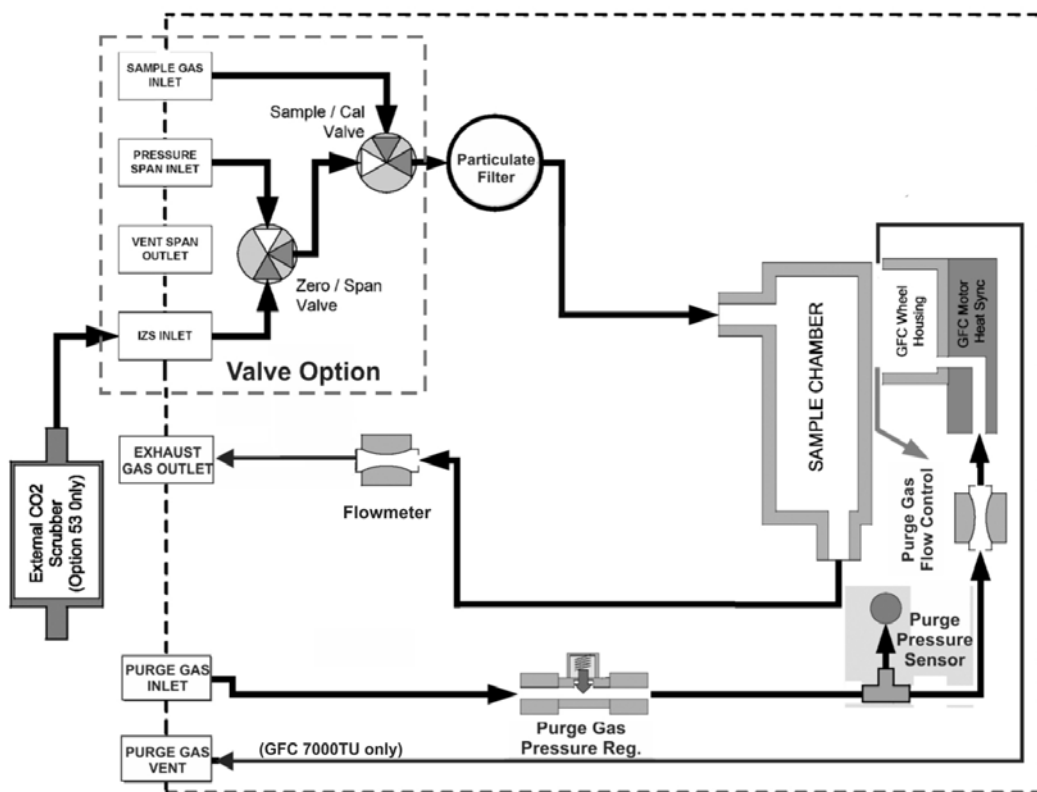 SAMPLE GAS
INLET
Sample / Cal
Valve
PRESSURE
SPAN INLET
Particulate
Filter
VENT SPAN
OUTLET
Zero / Span
Valve
IZS INLET
Valve Option
GFC Wheel
Housing
GFC Motor
Heat Sync
SAMPLE CHAMBER
EXHAUST
GAS OUTLET
Flowmeter
Purge Gas
Flow Control
External CO2
Scrubber
(Option 53 0nly)
Purge
Pressure
Sensor
PURGE GAS
INLET
Purge Gas
Pressure Reg.
PURGE GAS
VENT
(GFC 7000TU only)